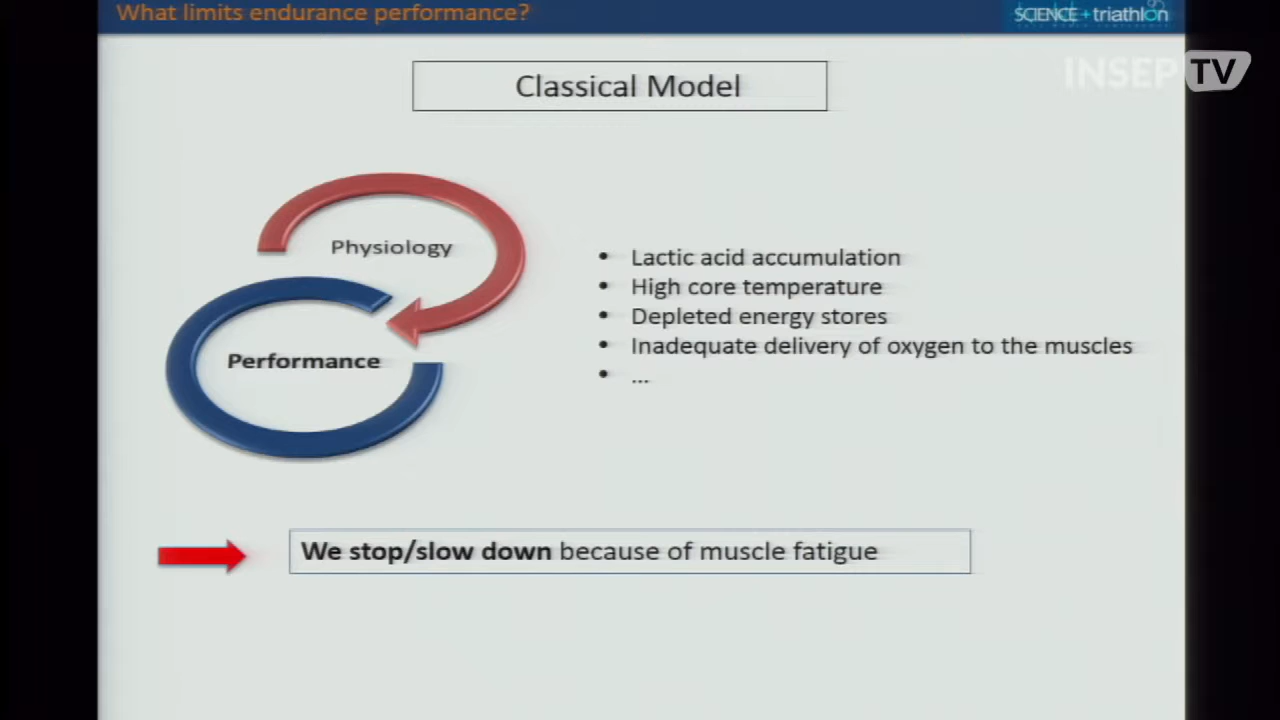 What limits endurance performance?
SCIENCE + triathlon
INSEP TV
Classical Model
Physiology
Performance
• Lactic acid accumulation
• High core temperature
• Depleted energy stores
• Inadequate delivery of oxygen to the muscles
• ...
We stop/slow down because of muscle fatigue